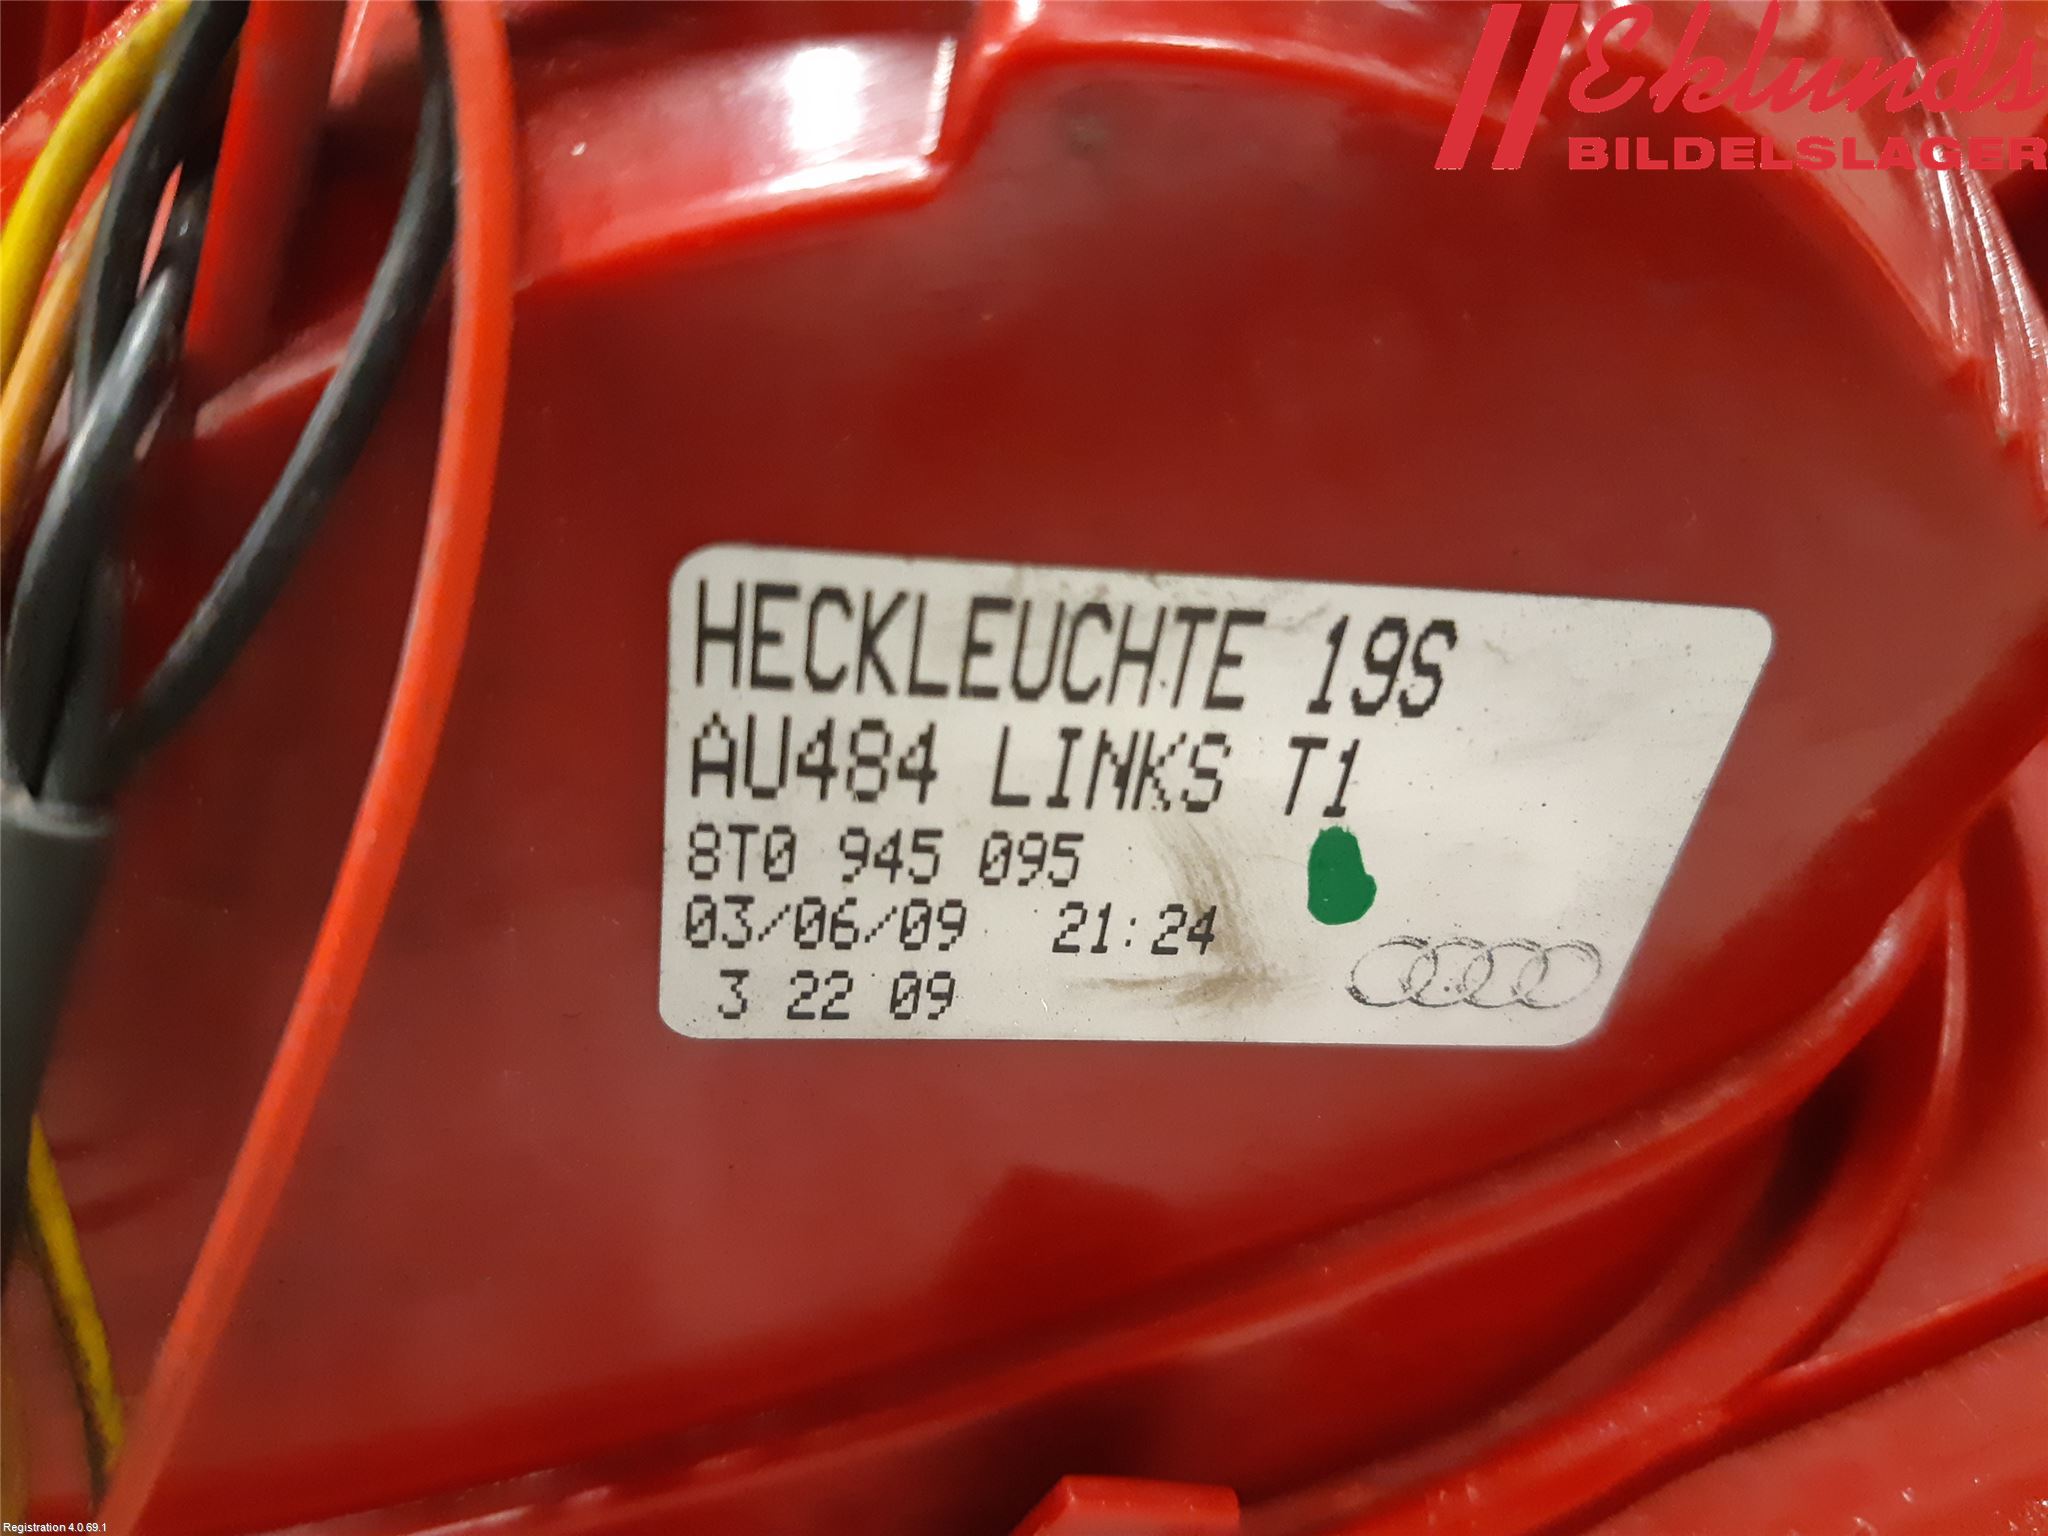 Eklunds
BILDELSLAGER
HECKLEUCHTE 19S
AU484 LINKS T1
8T0 945 095
03/06/09 21:24
3 22 09
Registration 4.0.69.1